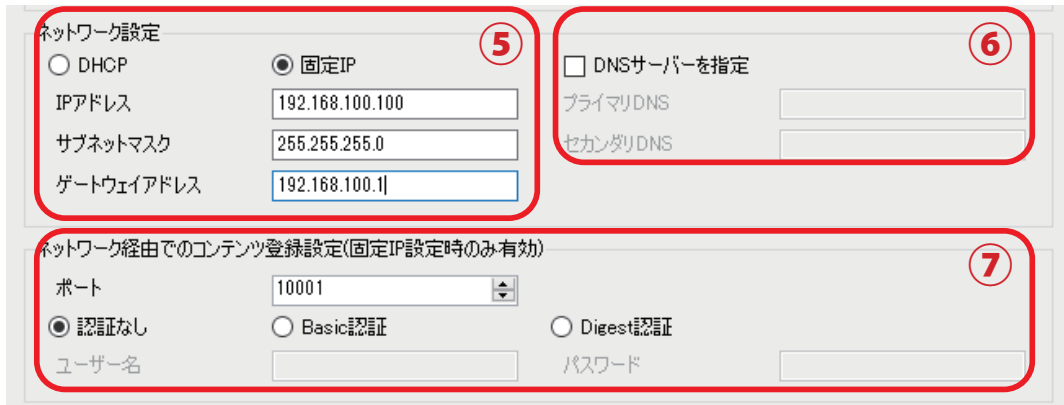 ネットワーク設定
⑤
⑥
DHCP 固定IP
DNSサーバーを指定
IPアドレス 192.168.100.100
プライマリDNS
サブネットマスク 255.255.255.0
セカンダリDNS
ゲートウェイアドレス 192.168.100.1
ネットワーク経由でのコンテンツ登録設定(固定IP設定時のみ有効)
⑦
ポート 10001
認証なし Basic認証 Digest認証
ユーザー名 パスワード